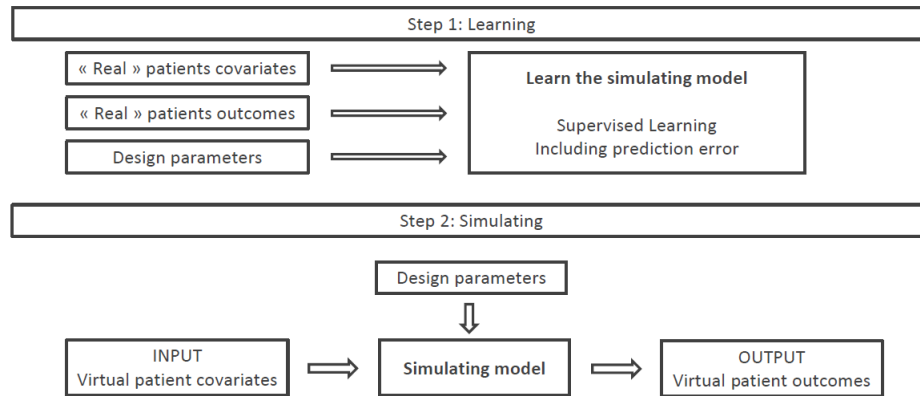 Step 1: Learning
« Real » patients covariates
« Real » patients outcomes
Design parameters
Learn the simulating model
Supervised Learning
Including prediction error
Step 2: Simulating
Design parameters
INPUT
Virtual patient covariates
Simulating model
OUTPUT
Virtual patient outcomes